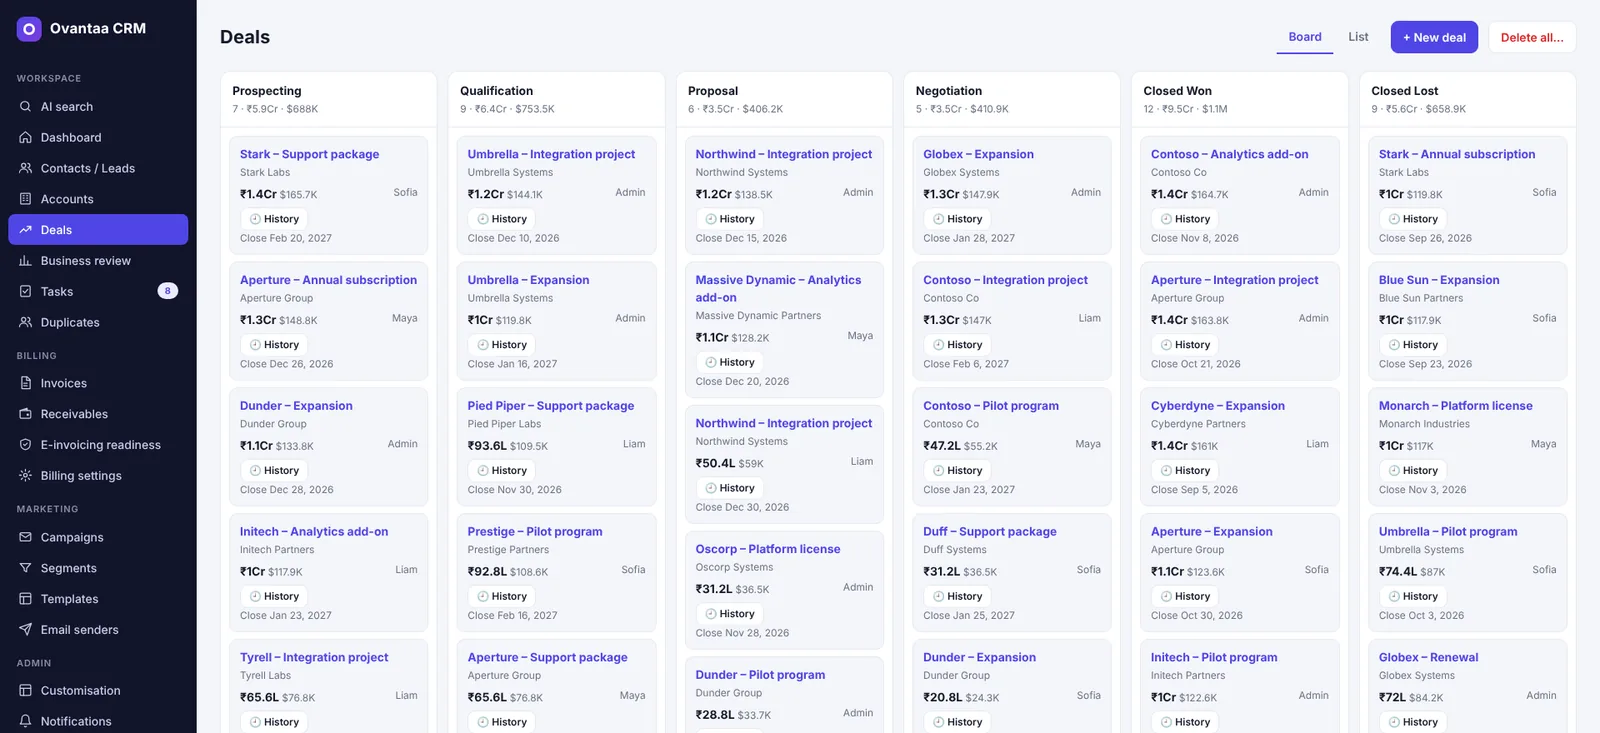 Ovantaa CRM
WORKSPACE
AI search
Dashboard
Contacts / Leads
Accounts
Deals
Business review
Tasks 8
Duplicates
BILLING
Invoices
Receivables
E-invoicing readiness
Billing settings
MARKETING
Campaigns
Segments
Templates
Email senders
ADMIN
Customisation
Notifications
Deals
Board List + New deal Delete all...
Prospecting
7 · ₹5.9Cr · $688K
Stark – Support package
Stark Labs
₹1.4Cr $165.7K Sofia
History
Close Feb 20, 2027
Aperture – Annual subscription
Aperture Group
₹1.3Cr $148.8K Maya
History
Close Dec 26, 2026
Dunder – Expansion
Dunder Group
₹1.1Cr $133.8K Admin
History
Close Dec 28, 2026
Initech – Analytics add-on
Initech Partners
₹1Cr $117.9K Liam
History
Close Jan 23, 2027
Tyrell – Integration project
Tyrell Labs
₹65.6L $76.8K Liam
History
Qualification
9 · ₹6.4Cr · $753.5K
Umbrella – Integration project
Umbrella Systems
₹1.2Cr $144.1K Admin
History
Close Dec 10, 2026
Umbrella – Expansion
Umbrella Systems
₹1Cr $119.8K Admin
History
Close Jan 16, 2027
Pied Piper – Support package
Pied Piper Labs
₹93.6L $109.5K Liam
History
Close Nov 30, 2026
Prestige – Pilot program
Prestige Partners
₹92.8L $108.6K Sofia
History
Close Feb 16, 2027
Aperture – Support package
Aperture Group
₹65.6L $76.8K Maya
History
Proposal
6 · ₹3.5Cr · $406.2K
Northwind – Integration project
Northwind Systems
₹1.2Cr $138.5K Admin
History
Close Dec 15, 2026
Massive Dynamic – Analytics
add-on
Massive Dynamic Partners
₹1.1Cr $128.2K Maya
History
Close Dec 20, 2026
Northwind – Integration project
Northwind Systems
₹50.4L $59K Liam
History
Close Dec 30, 2026
Oscorp – Platform license
Oscorp Systems
₹31.2L $36.5K Admin
History
Close Nov 28, 2026
Dunder – Pilot program
Dunder Group
₹28.8L $33.7K Admin
Negotiation
5 · ₹3.5Cr · $410.9K
Globex – Expansion
Globex Systems
₹1.3Cr $147.9K Admin
History
Close Jan 28, 2027
Contoso – Integration project
Contoso Co
₹1.3Cr $147K Liam
History
Close Feb 6, 2027
Contoso – Pilot program
Contoso Co
₹47.2L $55.2K Maya
History
Close Jan 23, 2027
Duff – Support package
Duff Systems
₹31.2L $36.5K Sofia
History
Close Jan 25, 2027
Dunder – Expansion
Dunder Group
₹20.8L $24.3K Sofia
History
Closed Won
12 · ₹9.5Cr · $1.1M
Contoso – Analytics add-on
Contoso Co
₹1.4Cr $164.7K Admin
History
Close Nov 8, 2026
Aperture – Integration project
Aperture Group
₹1.4Cr $163.8K Admin
History
Close Oct 21, 2026
Cyberdyne – Expansion
Cyberdyne Partners
₹1.4Cr $161K Liam
History
Close Sep 5, 2026
Aperture – Expansion
Aperture Group
₹1.1Cr $123.6K Sofia
History
Close Oct 30, 2026
Initech – Pilot program
Initech Partners
₹1Cr $122.6K Admin
History
Closed Lost
9 · ₹5.6Cr · $658.9K
Stark – Annual subscription
Stark Labs
₹1Cr $119.8K Sofia
History
Close Sep 26, 2026
Blue Sun – Expansion
Blue Sun Partners
₹1Cr $117.9K Sofia
History
Close Sep 23, 2026
Monarch – Platform license
Monarch Industries
₹1Cr $117K Maya
History
Close Nov 3, 2026
Umbrella – Pilot program
Umbrella Systems
₹74.4L $87K Sofia
History
Close Oct 3, 2026
Globex – Renewal
Globex Systems
₹72L $84.2K Admin
History